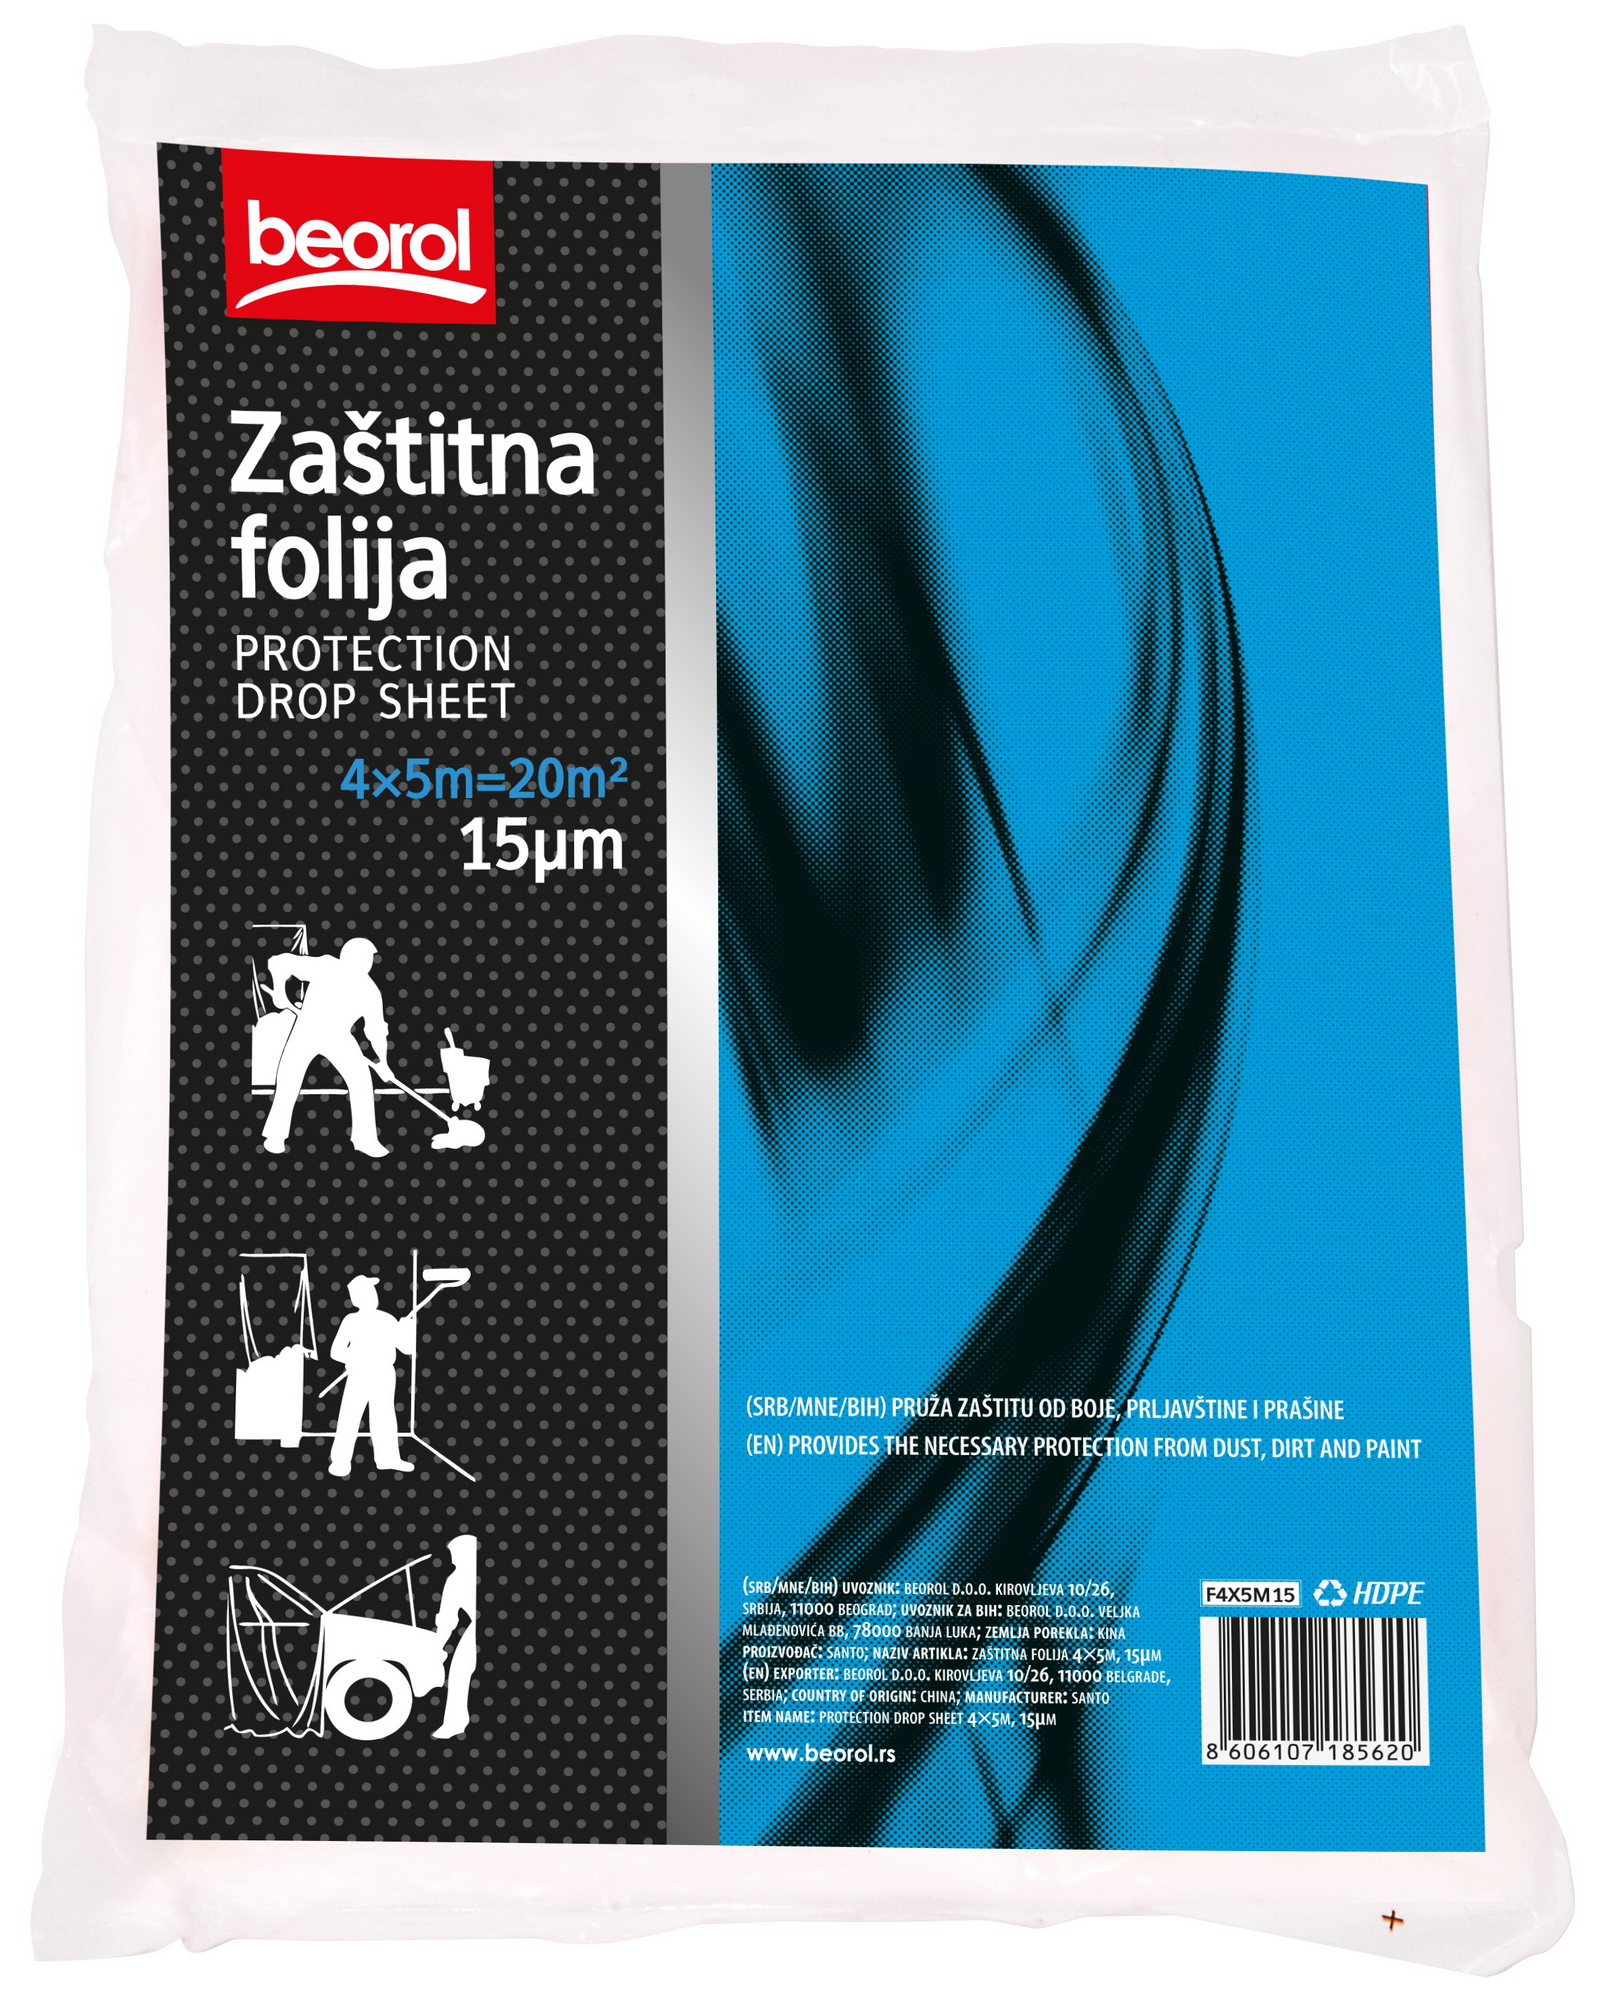 beorol
Zaštitna
folija
PROTECTION
DROP SHEET
4×5m=20m²
15µm
(SRB/MNE/BIH) PRUŽA ZAŠTITU OD BOJE, PRLJAVŠTINE I PRAŠINE
(EN) PROVIDES THE NECESSARY PROTECTION FROM DUST, DIRT AND PAINT
(SRB/MNE/BIH) UVOZNIK: BEOROL D.O.O. KIROVLJEVA 10/26,
SRBIJA, 11000 BEOGRAD; UVOZNIK ZA BIH: BEOROL D.O.O. VELJKA
MLAĐENOVIĆA BB, 78000 BANJA LUKA; ZEMLJA POREKLA: KINA
PROIZVOĐAČ: SANTO; NAZIV ARTIKLA: ZAŠTITNA FOLIJA 4×5M, 15µM
(EN) EXPORTER: BEOROL D.O.O. KIROVLJEVA 10/26, 11000 BELGRADE,
SERBIA; COUNTRY OF ORIGIN: CHINA; MANUFACTURER: SANTO
ITEM NAME: PROTECTION DROP SHEET 4×5M, 15µM
www.beorol.rs
F4X5M15
HDPE
8 606107 185620